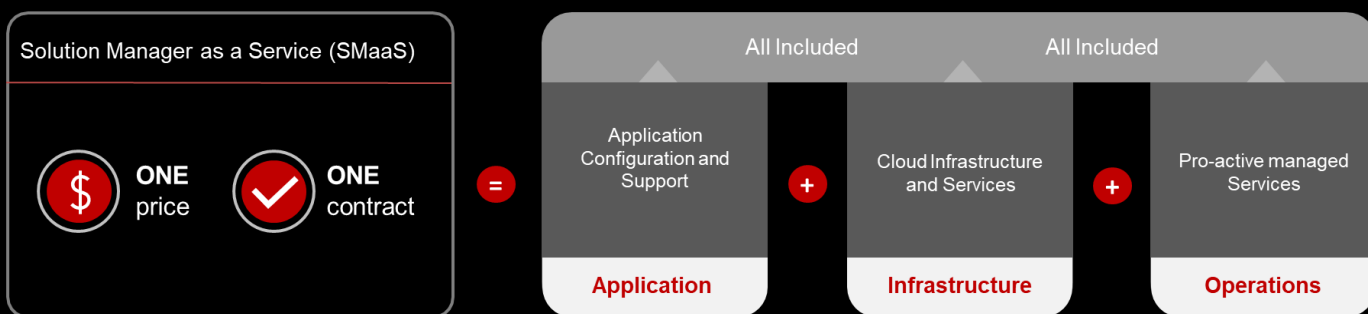 Solution Manager as a Service (SMaaS)
$
ONE
price
ONE
contract
=
All Included
All Included
Application
Configuration and
Support
Application
+
Cloud Infrastructure
and Services
Infrastructure
+
Pro-active managed
Services
Operations